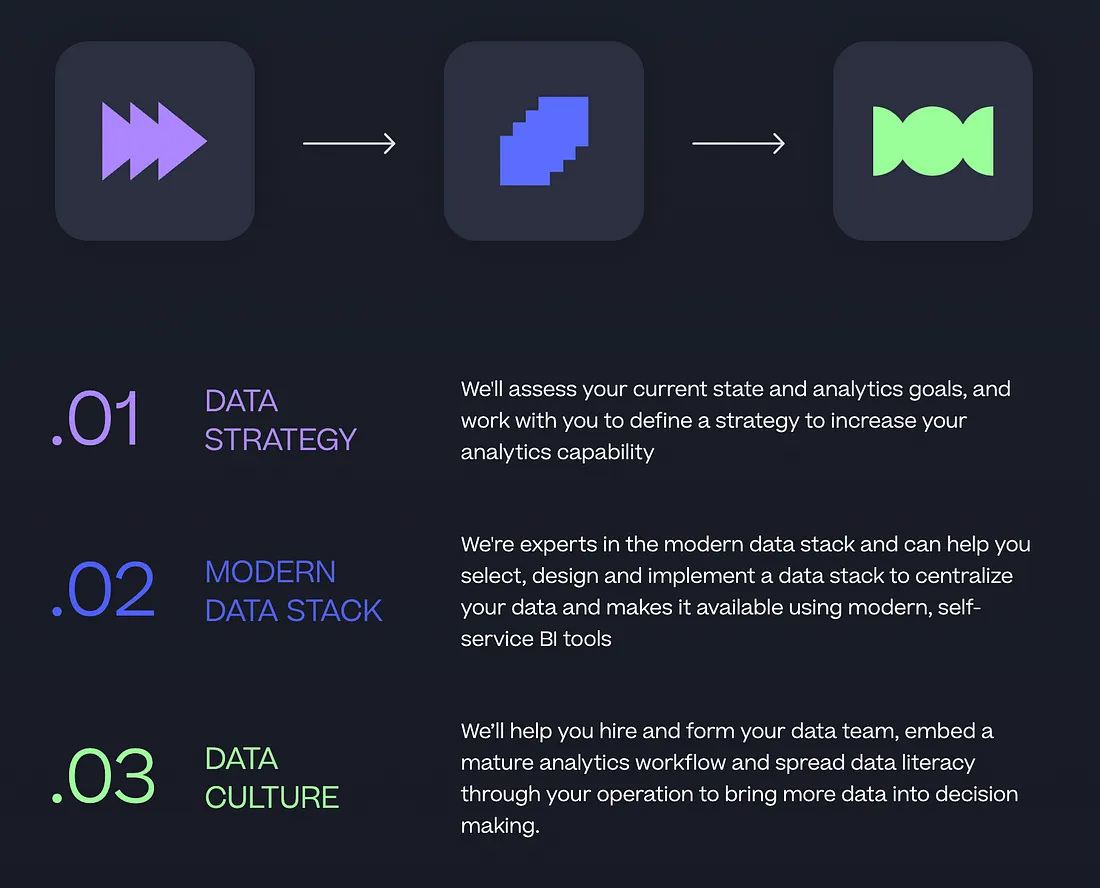 .01
DATA
STRATEGY
We'll assess your current state and analytics goals, and
work with you to define a strategy to increase your
analytics capability
.02
MODERN
DATA STACK
We're experts in the modern data stack and can help you
select, design and implement a data stack to centralize
your data and makes it available using modern, self-
service BI tools
.03
DATA
CULTURE
We’ll help you hire and form your data team, embed a
mature analytics workflow and spread data literacy
through your operation to bring more data into decision
making.